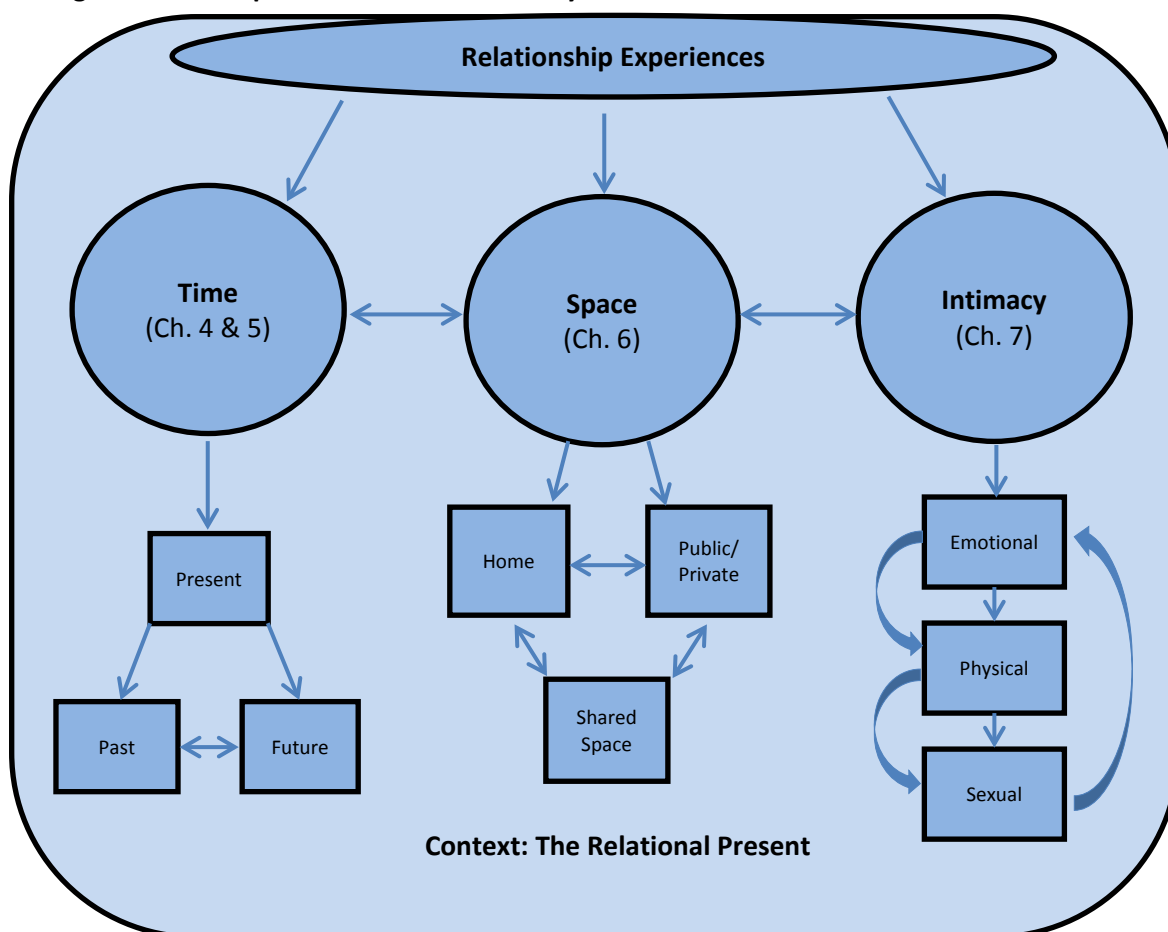 Relationship Experiences
Time
(Ch. 4 & 5)
Space
(Ch. 6)
Intimacy
(Ch. 7)
Present
Past
Future
Home
Public/
Private
Shared
Space
Emotional
Physical
Sexual
Context: The Relational Present